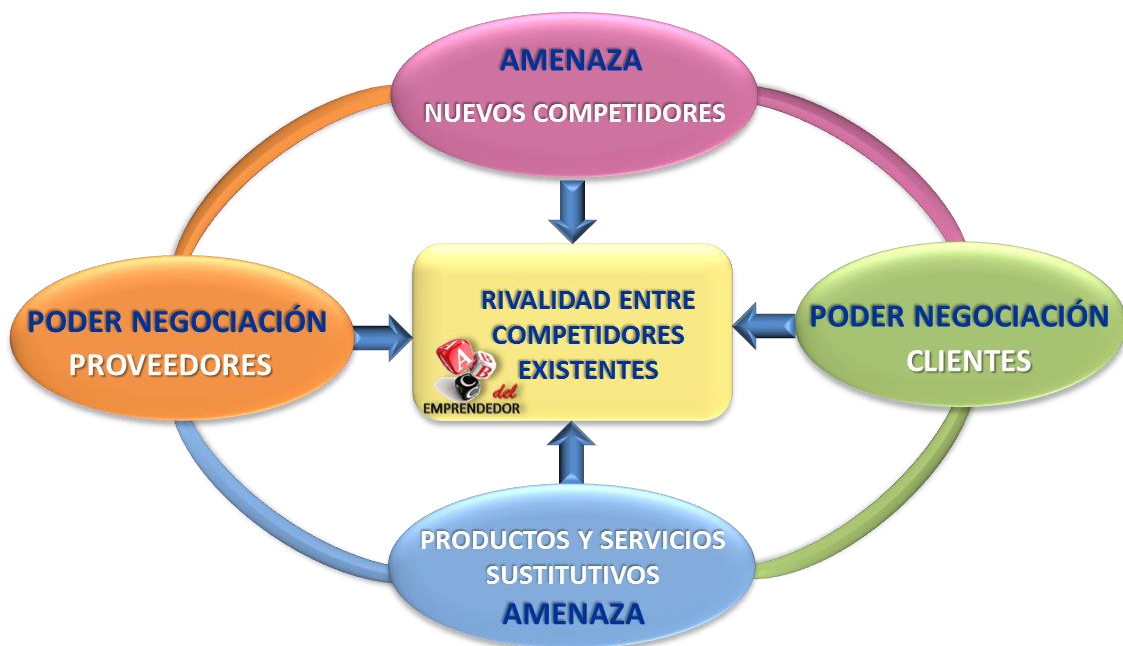 AMENAZA
NUEVOS COMPETIDORES
PODER NEGOCIACIÓN
PROVEEDORES
RIVALIDAD ENTRE
COMPETIDORES
EXISTENTES
A
B
C
del
EMPRENDEDOR
PODER NEGOCIACIÓN
CLIENTES
PRODUCTOS Y SERVICIOS
SUSTITUTIVOS
AMENAZA